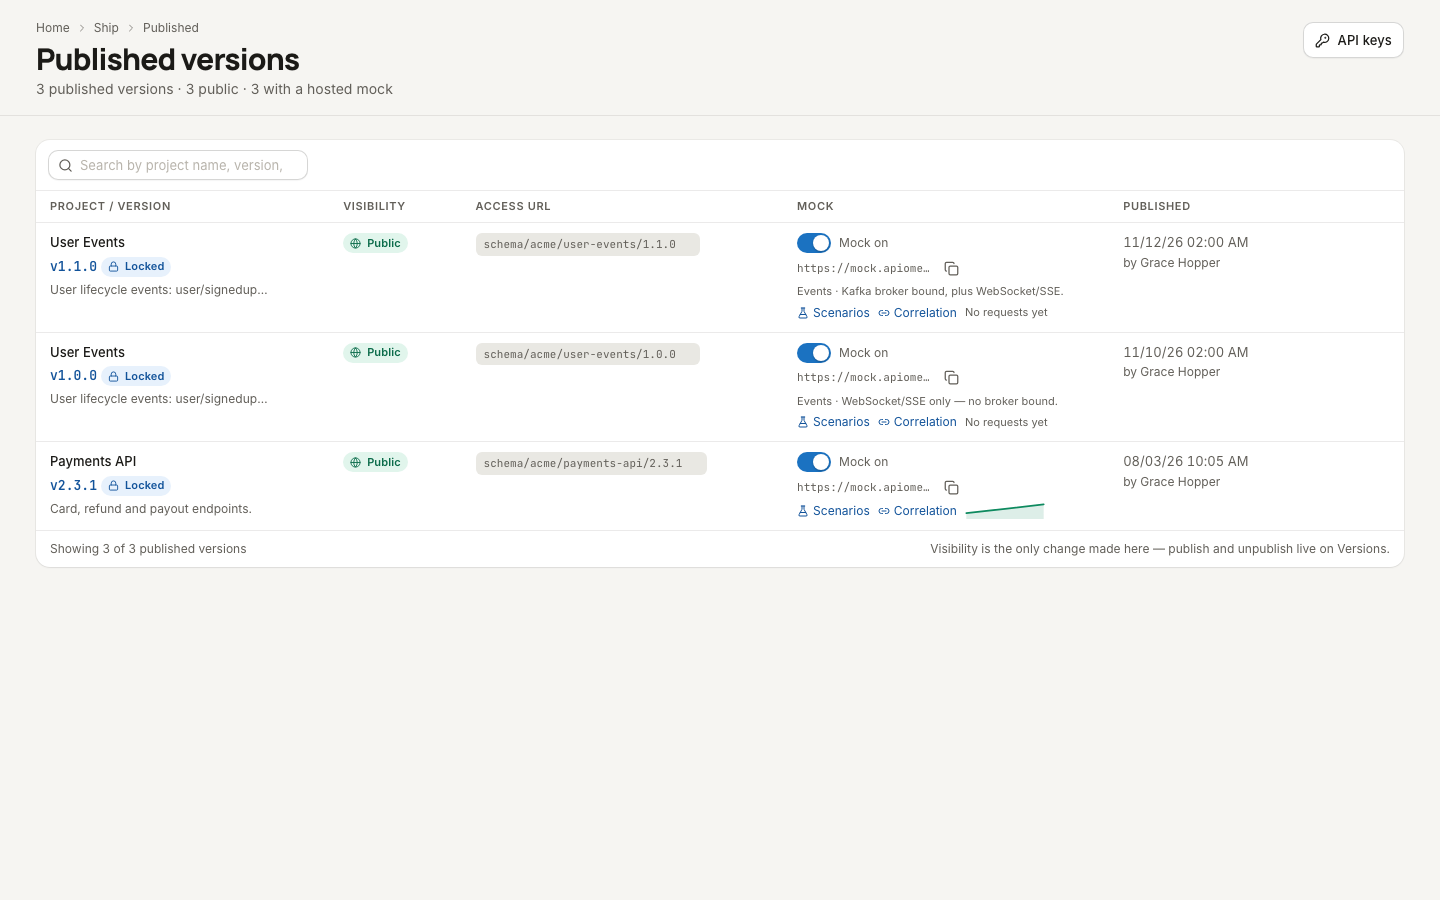 Home > Ship > Published
API keys
Published versions
3 published versions · 3 public · 3 with a hosted mock
Search by project name, version,
PROJECT / VERSION VISIBILITY ACCESS URL MOCK PUBLISHED
User Events Public schema/acme/user-events/1.1.0 Mock on 11/12/26 02:00 AM
v1.1.0 Locked https://mock.apiome… by Grace Hopper
User lifecycle events: user/signedup… Events · Kafka broker bound, plus WebSocket/SSE.
Scenarios Correlation No requests yet
User Events Public schema/acme/user-events/1.0.0 Mock on 11/10/26 02:00 AM
v1.0.0 Locked https://mock.apiome… by Grace Hopper
User lifecycle events: user/signedup… Events · WebSocket/SSE only — no broker bound.
Scenarios Correlation No requests yet
Payments API Public schema/acme/payments-api/2.3.1 Mock on 08/03/26 10:05 AM
v2.3.1 Locked https://mock.apiome… by Grace Hopper
Card, refund and payout endpoints. Scenarios Correlation
Showing 3 of 3 published versions Visibility is the only change made here — publish and unpublish live on Versions.